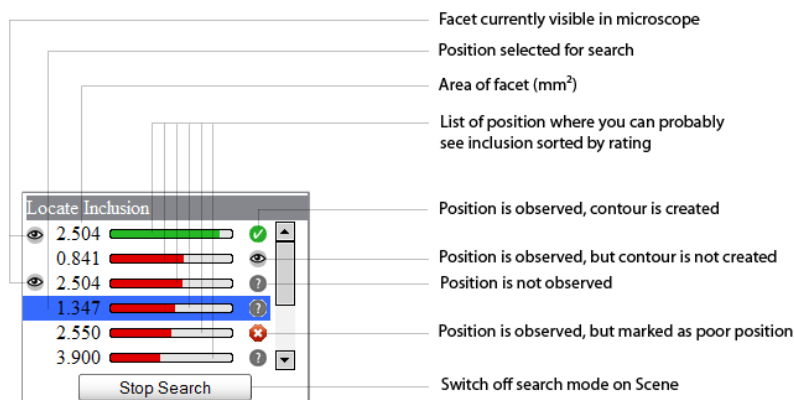 Facet currently visible in microscope
Position selected for search
Area of facet (mm²)
List of position where you can probably
see inclusion sorted by rating
Locate Inclusion
2.504
0.841
2.504
1.347
2.550
3.900
Stop Search
Position is observed, contour is created
Position is observed, but contour is not created
Position is not observed
Position is observed, but marked as poor position
Switch off search mode on Scene